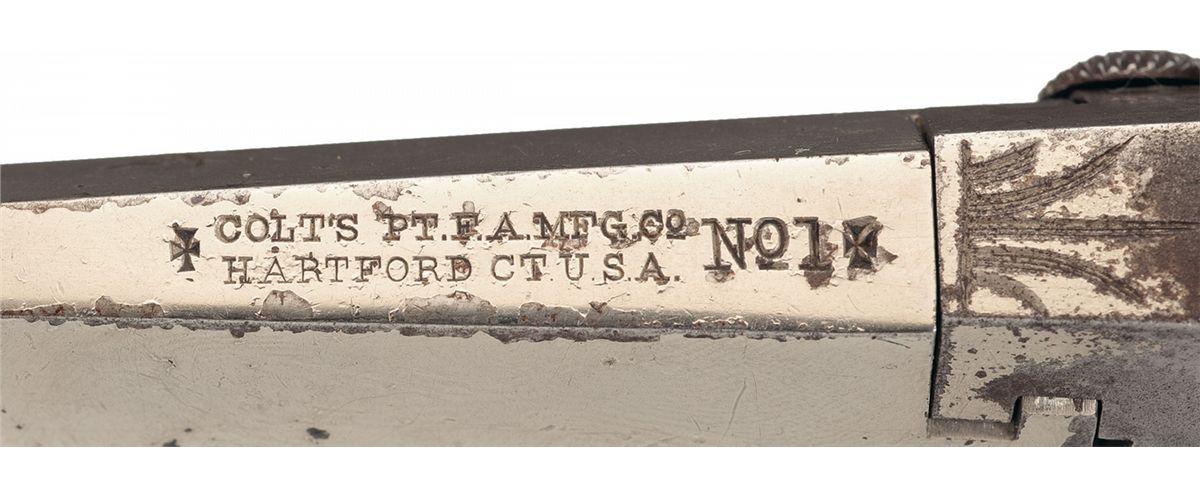 COLT'S PT.F.A.MFG.Co No1
HARTFORD CT U.S.A.